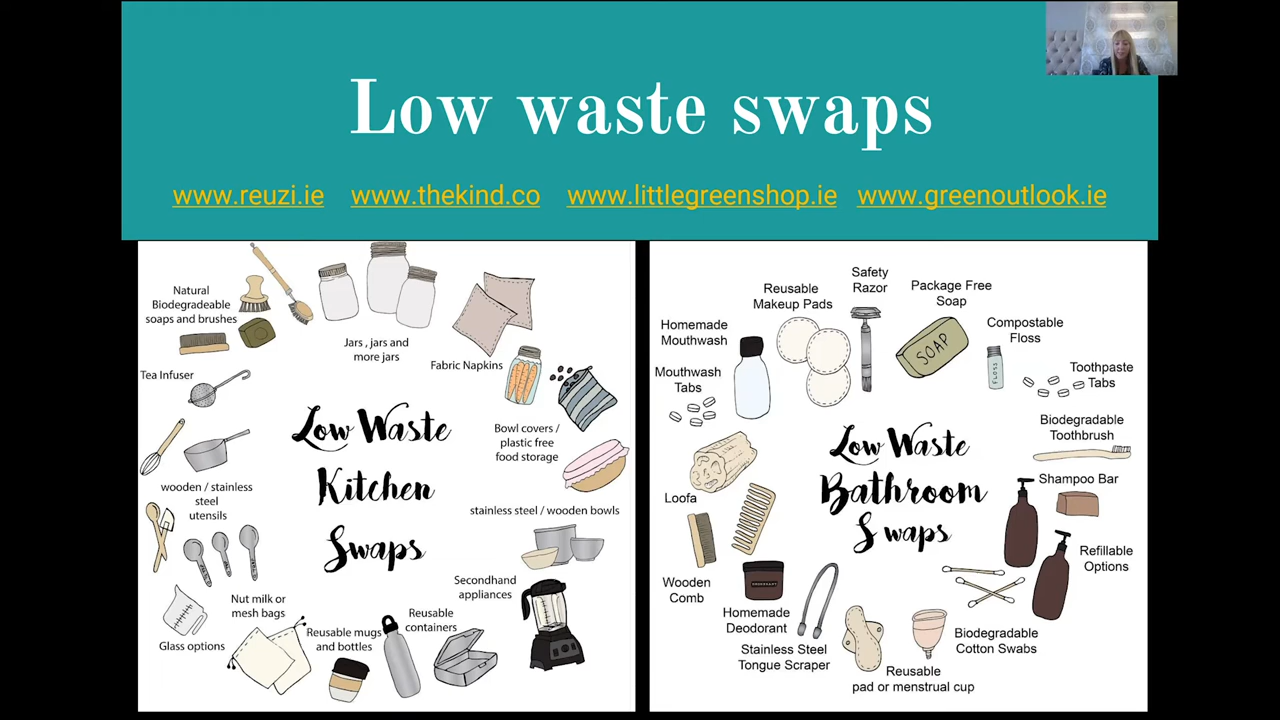 Low waste swaps
www.reuzi.ie www.thekind.co www.littlegreenshop.ie www.greenoutlook.ie
Natural
Biodegradeable
soaps and brushes
Jars , jars and
more jars
Fabric Napkins
Tea Infuser
Bowl covers /
plastic free
food storage
Low Waste
Kitchen
Swaps
wooden / stainless
steel
utensils
stainless steel / wooden bowls
Secondhand
appliances
Nut milk or
mesh bags
Reusable
containers
Reusable mugs
and bottles
Glass options
Safety
Razor
Reusable
Makeup Pads
Package Free
Soap
SOAP
Homemade
Mouthwash
Compostable
Floss
FLOSS
Mouthwash
Tabs
Toothpaste
Tabs
Biodegradable
Toothbrush
Low Waste
Bathroom
Swaps
Shampoo Bar
Loofa
Refillable
Options
Wooden
Comb
DEODORANT
Homemade
Deodorant
Biodegradable
Cotton Swabs
Stainless Steel
Tongue Scraper
Reusable
pad or menstrual cup